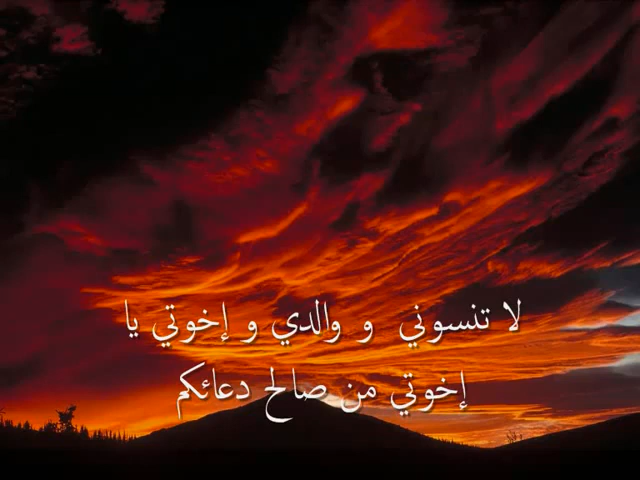 لا تنسوني و والدي و إخوتي يا
إخوتي من صالح دعائكم